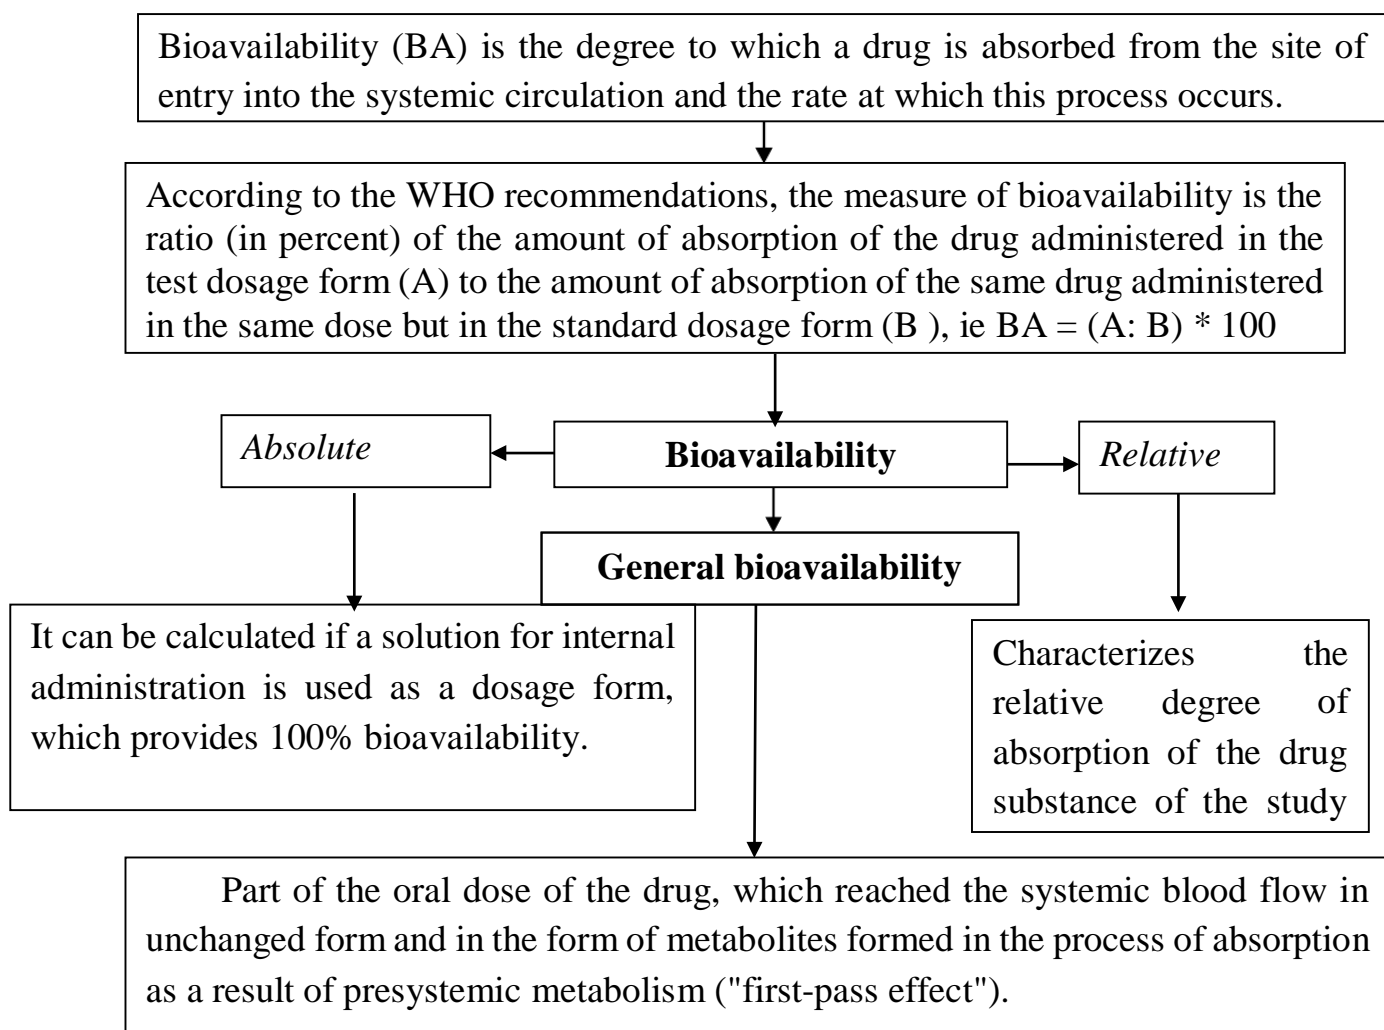 Bioavailability (BA) is the degree to which a drug is absorbed from the site of
entry into the systemic circulation and the rate at which this process occurs.
According to the WHO recommendations, the measure of bioavailability is the
ratio (in percent) of the amount of absorption of the drug administered in the
test dosage form (A) to the amount of absorption of the same drug administered
in the same dose but in the standard dosage form (B ), ie BA = (A: B) * 100
Absolute
Bioavailability
Relative
General bioavailability
It can be calculated if a solution for internal
administration is used as a dosage form,
which provides 100% bioavailability.
Characterizes the
relative degree of
absorption of the drug
substance of the study
Part of the oral dose of the drug, which reached the systemic blood flow in
unchanged form and in the form of metabolites formed in the process of absorption
as a result of presystemic metabolism ("first-pass effect").